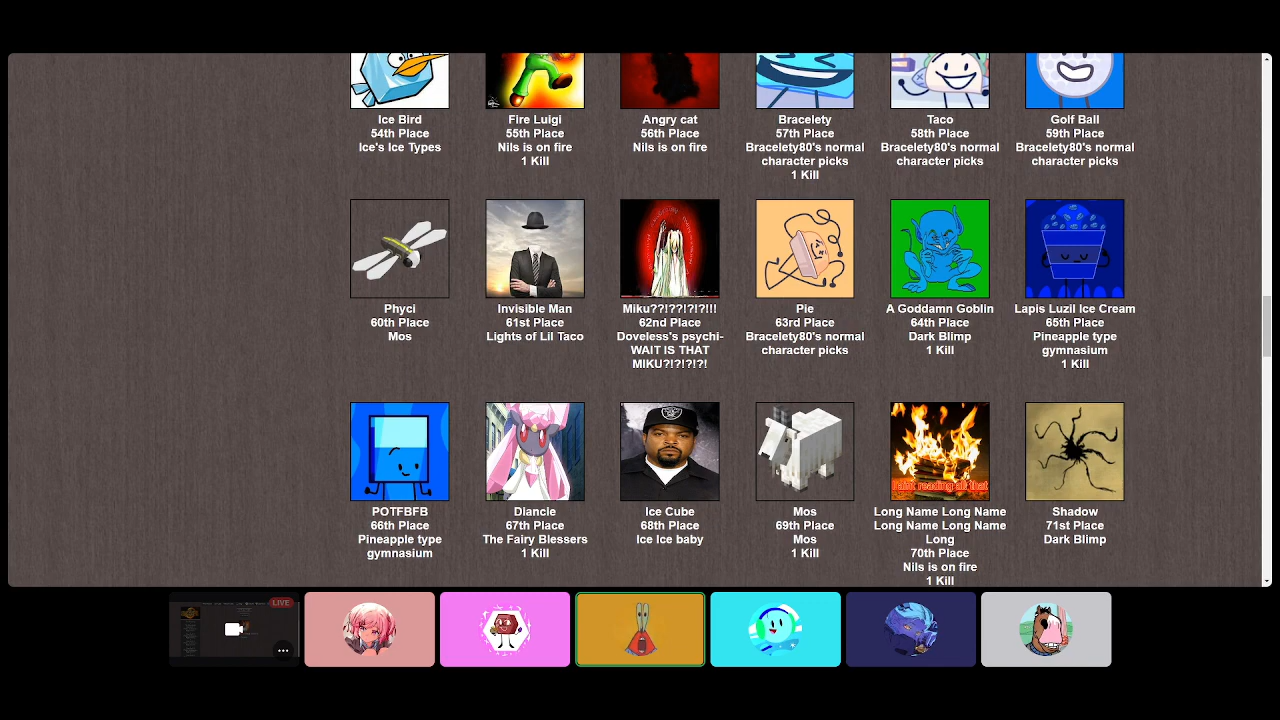 Ice Bird
54th Place
Ice's Ice Types
Fire Luigi
55th Place
Nils is on fire
1 Kill
Angry cat
56th Place
Nils is on fire
Bracelety
57th Place
Bracelety80's normal
character picks
1 Kill
Taco
58th Place
Bracelety80's normal
character picks
Golf Ball
59th Place
Bracelety80's normal
character picks
Phyci
60th Place
Mos
Invisible Man
61st Place
Lights of Lil Taco
Miku??!??!?!?!!!
62nd Place
Doveless's psychi-
WAIT IS THAT
MIKU?!?!?!?!
Pie
63rd Place
Bracelety80's normal
character picks
A Goddamn Goblin
64th Place
Dark Blimp
1 Kill
Lapis Luzil Ice Cream
65th Place
Pineapple type
gymnasium
1 Kill
POTFBFB
66th Place
Pineapple type
gymnasium
Diancie
67th Place
The Fairy Blessers
1 Kill
Ice Cube
68th Place
Ice Ice baby
Mos
69th Place
Mos
1 Kill
I aint reading all that
Long Name Long Name
Long Name Long Name
Long
70th Place
Nils is on fire
1 Kill
Shadow
71st Place
Dark Blimp
LIVE